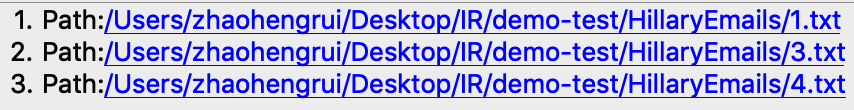 1. Path:/Users/zhaohengrui/Desktop/IR/demo-test/HillaryEmails/1.txt
2. Path:/Users/zhaohengrui/Desktop/IR/demo-test/HillaryEmails/3.txt
3. Path:/Users/zhaohengrui/Desktop/IR/demo-test/HillaryEmails/4.txt